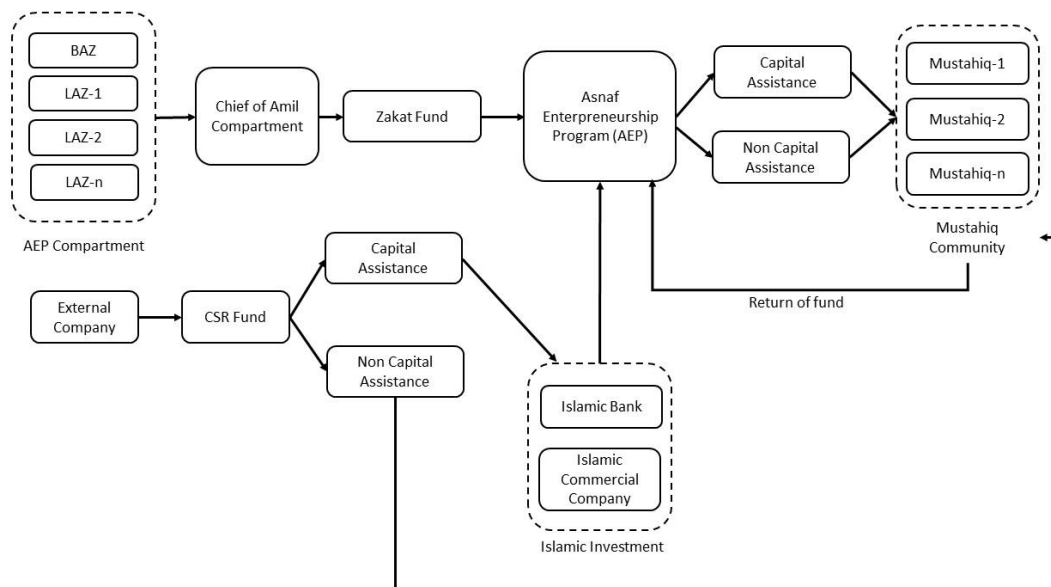 BAZ
LAZ-1
LAZ-2
LAZ-n
AEP Compartment
Chief of Amil
Compartment
Zakat Fund
Asnaf
Enterpreneurship
Program (AEP)
Capital
Assistance
Non Capital
Assistance
Mustahiq-1
Mustahiq-2
Mustahiq-n
Mustahiq
Community
Return of fund
External
Company
CSR Fund
Capital
Assistance
Non Capital
Assistance
Islamic Bank
Islamic
Commercial
Company
Islamic Investment